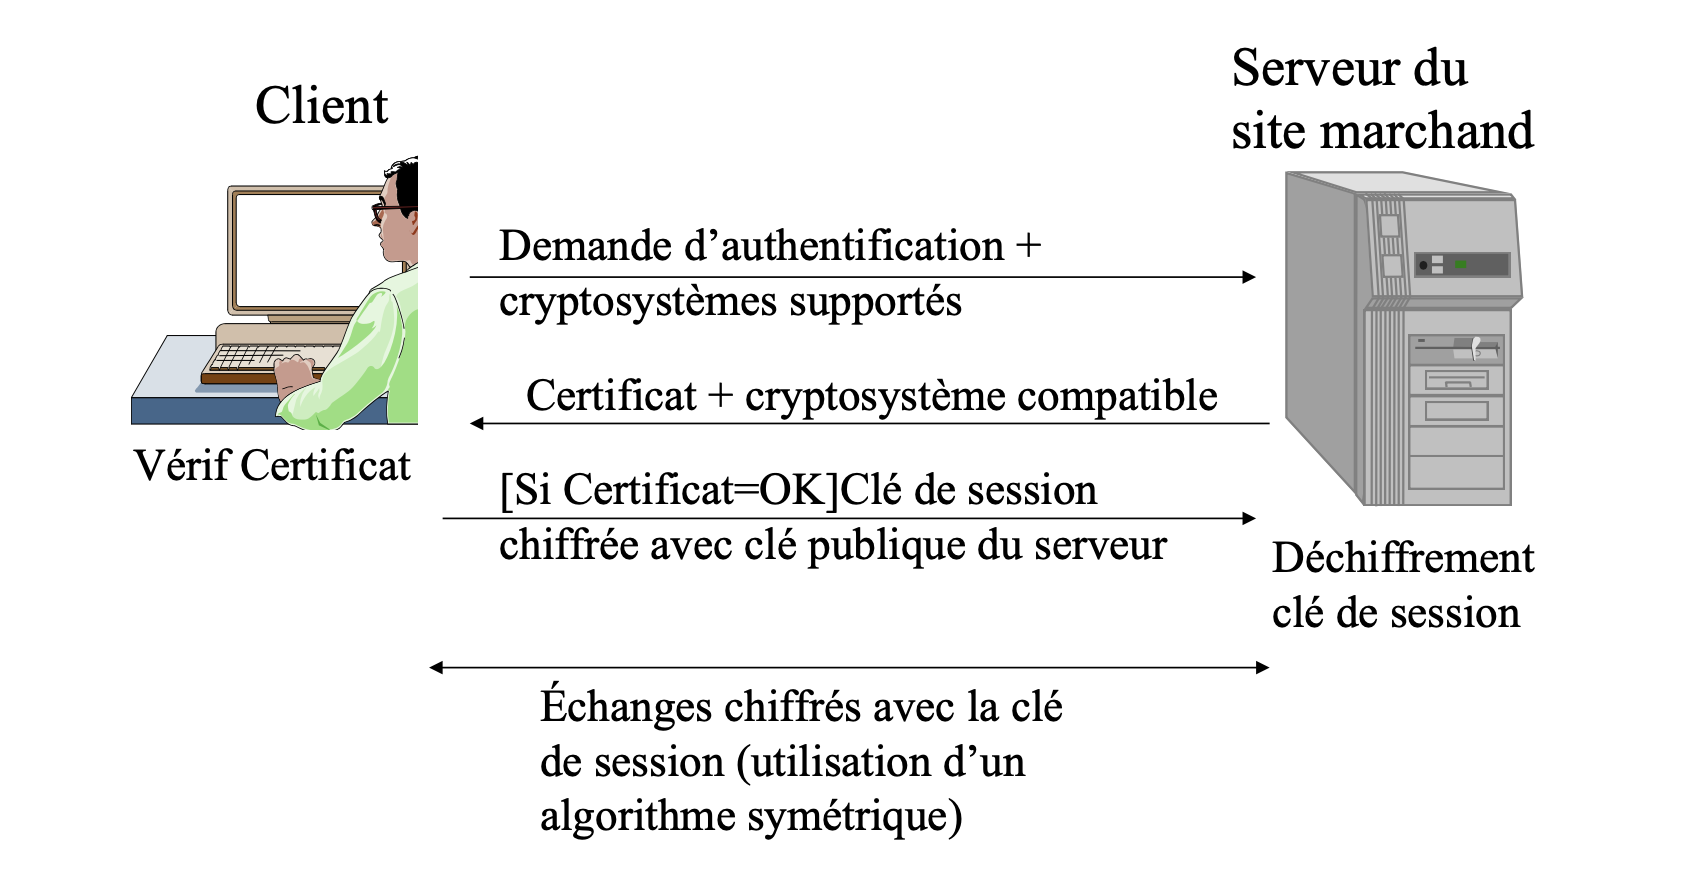 Client
Serveur du
site marchand
Demande d’authentification +
cryptosystèmes supportés
Certificat + cryptosystème compatible
Vérif Certificat
[Si Certificat=OK]Clé de session
chiffrée avec clé publique du serveur
Déchiffrement
clé de session
Échanges chiffrés avec la clé
de session (utilisation d’un
algorithme symétrique)